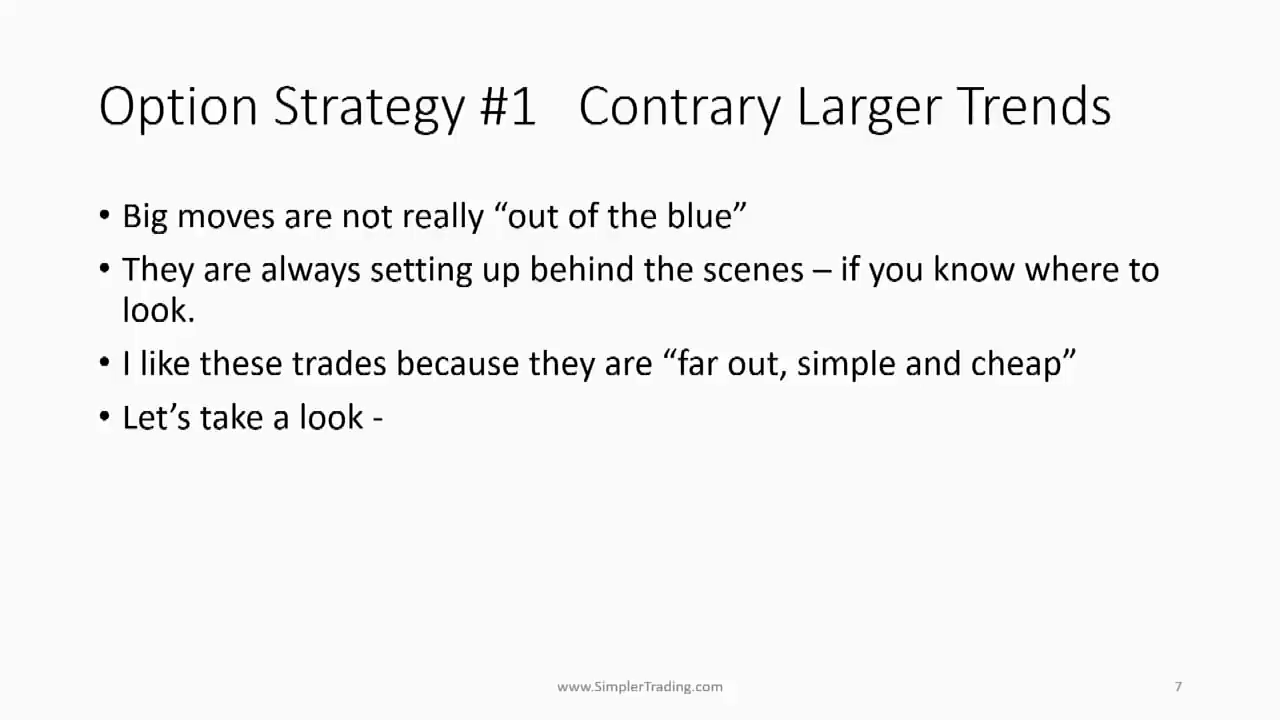 Option Strategy #1 Contrary Larger Trends
• Big moves are not really “out of the blue”
• They are always setting up behind the scenes – if you know where to
look.
• I like these trades because they are “far out, simple and cheap”
• Let’s take a look -
www.SimplerTrading.com
7